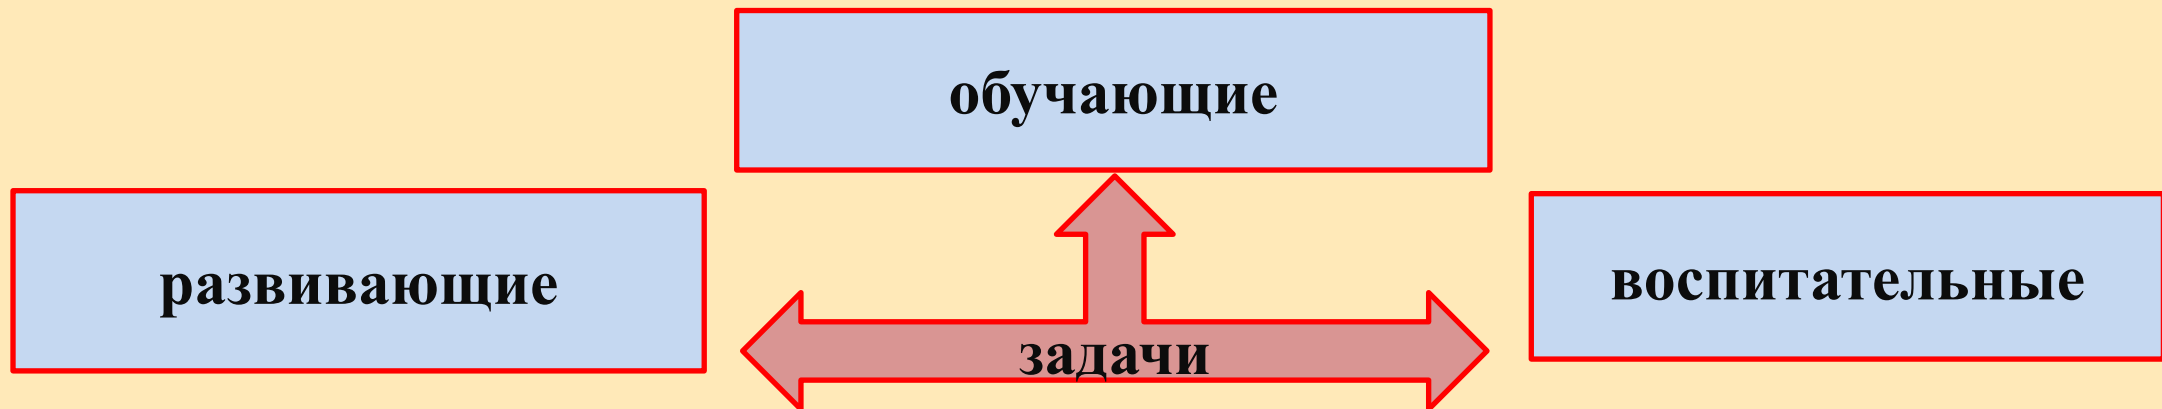 обучающие
развивающие
воспитательные
задачи